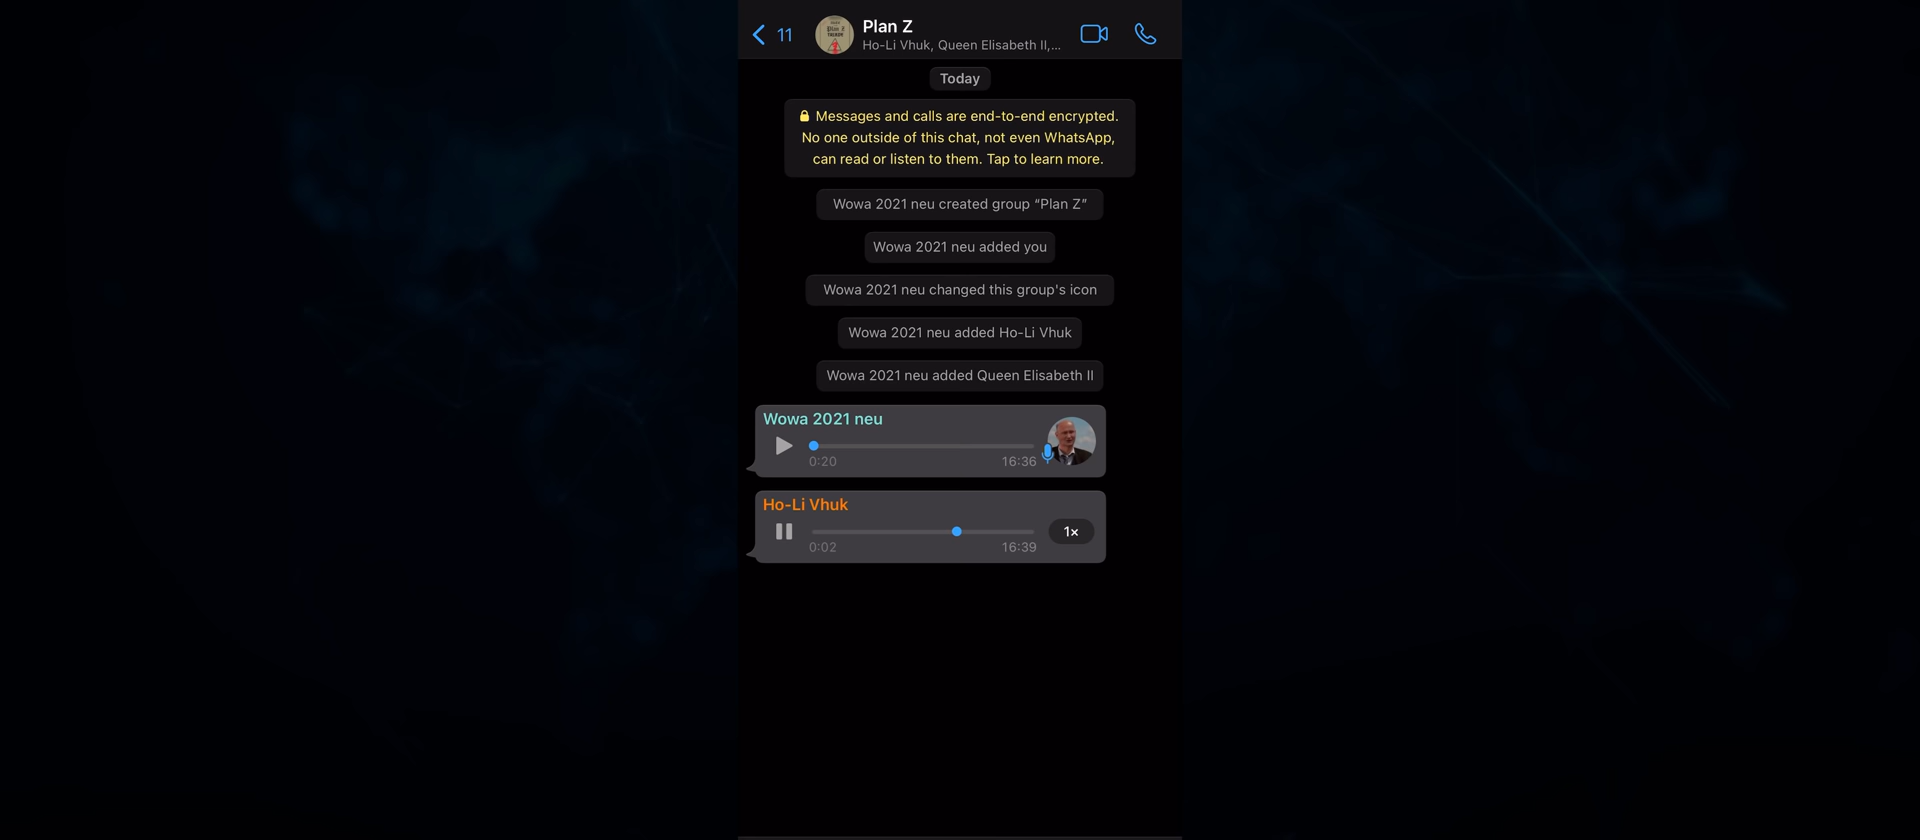 11
Plan Z
Ho-Li Vhuk, Queen Elisabeth II,...
Today
Messages and calls are end-to-end encrypted.
No one outside of this chat, not even WhatsApp,
can read or listen to them. Tap to learn more.
Wowa 2021 neu created group “Plan Z”
Wowa 2021 neu added you
Wowa 2021 neu changed this group's icon
Wowa 2021 neu added Ho-Li Vhuk
Wowa 2021 neu added Queen Elisabeth II
Wowa 2021 neu
0:20 16:36
Ho-Li Vhuk
1×
0:02 16:39